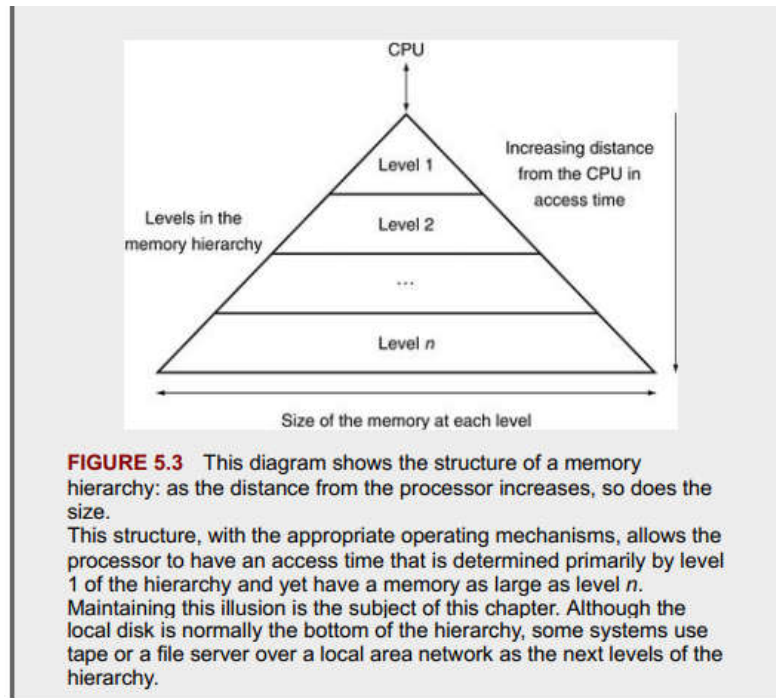 CPU
Level 1
Increasing distance
from the CPU in
access time
Levels in the
memory hierarchy
Level 2
...
Level n
Size of the memory at each level
FIGURE 5.3 This diagram shows the structure of a memory
hierarchy: as the distance from the processor increases, so does the
size.
This structure, with the appropriate operating mechanisms, allows the
processor to have an access time that is determined primarily by level
1 of the hierarchy and yet have a memory as large as level n.
Maintaining this illusion is the subject of this chapter. Although the
local disk is normally the bottom of the hierarchy, some systems use
tape or a file server over a local area network as the next levels of the
hierarchy.